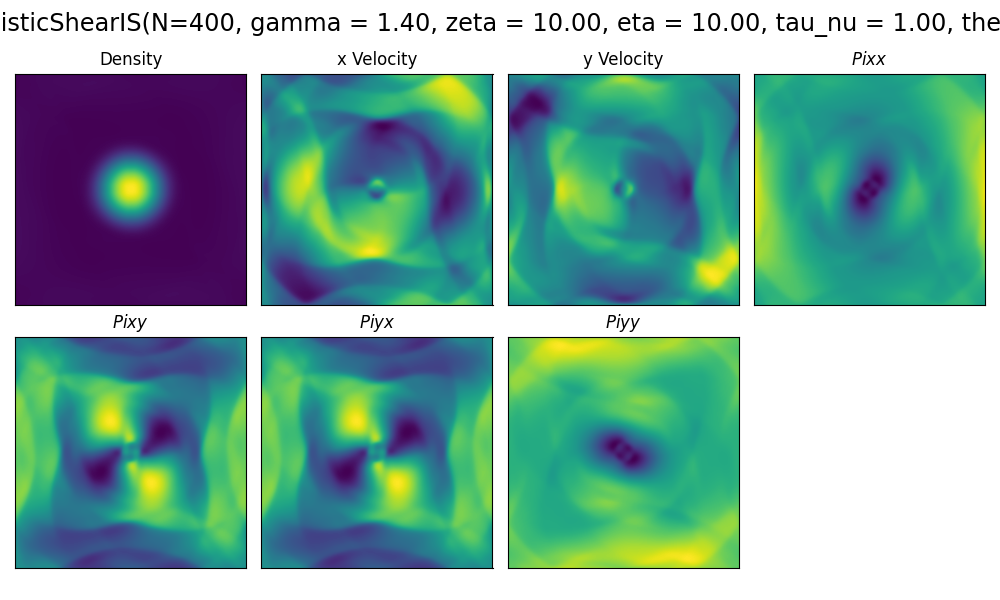 isticShearIS(N=400, gamma = 1.40, zeta = 10.00, eta = 10.00, tau_nu = 1.00, the
Density
x Velocity
y Velocity
Pixx
Pixy
Piyx
Piyy